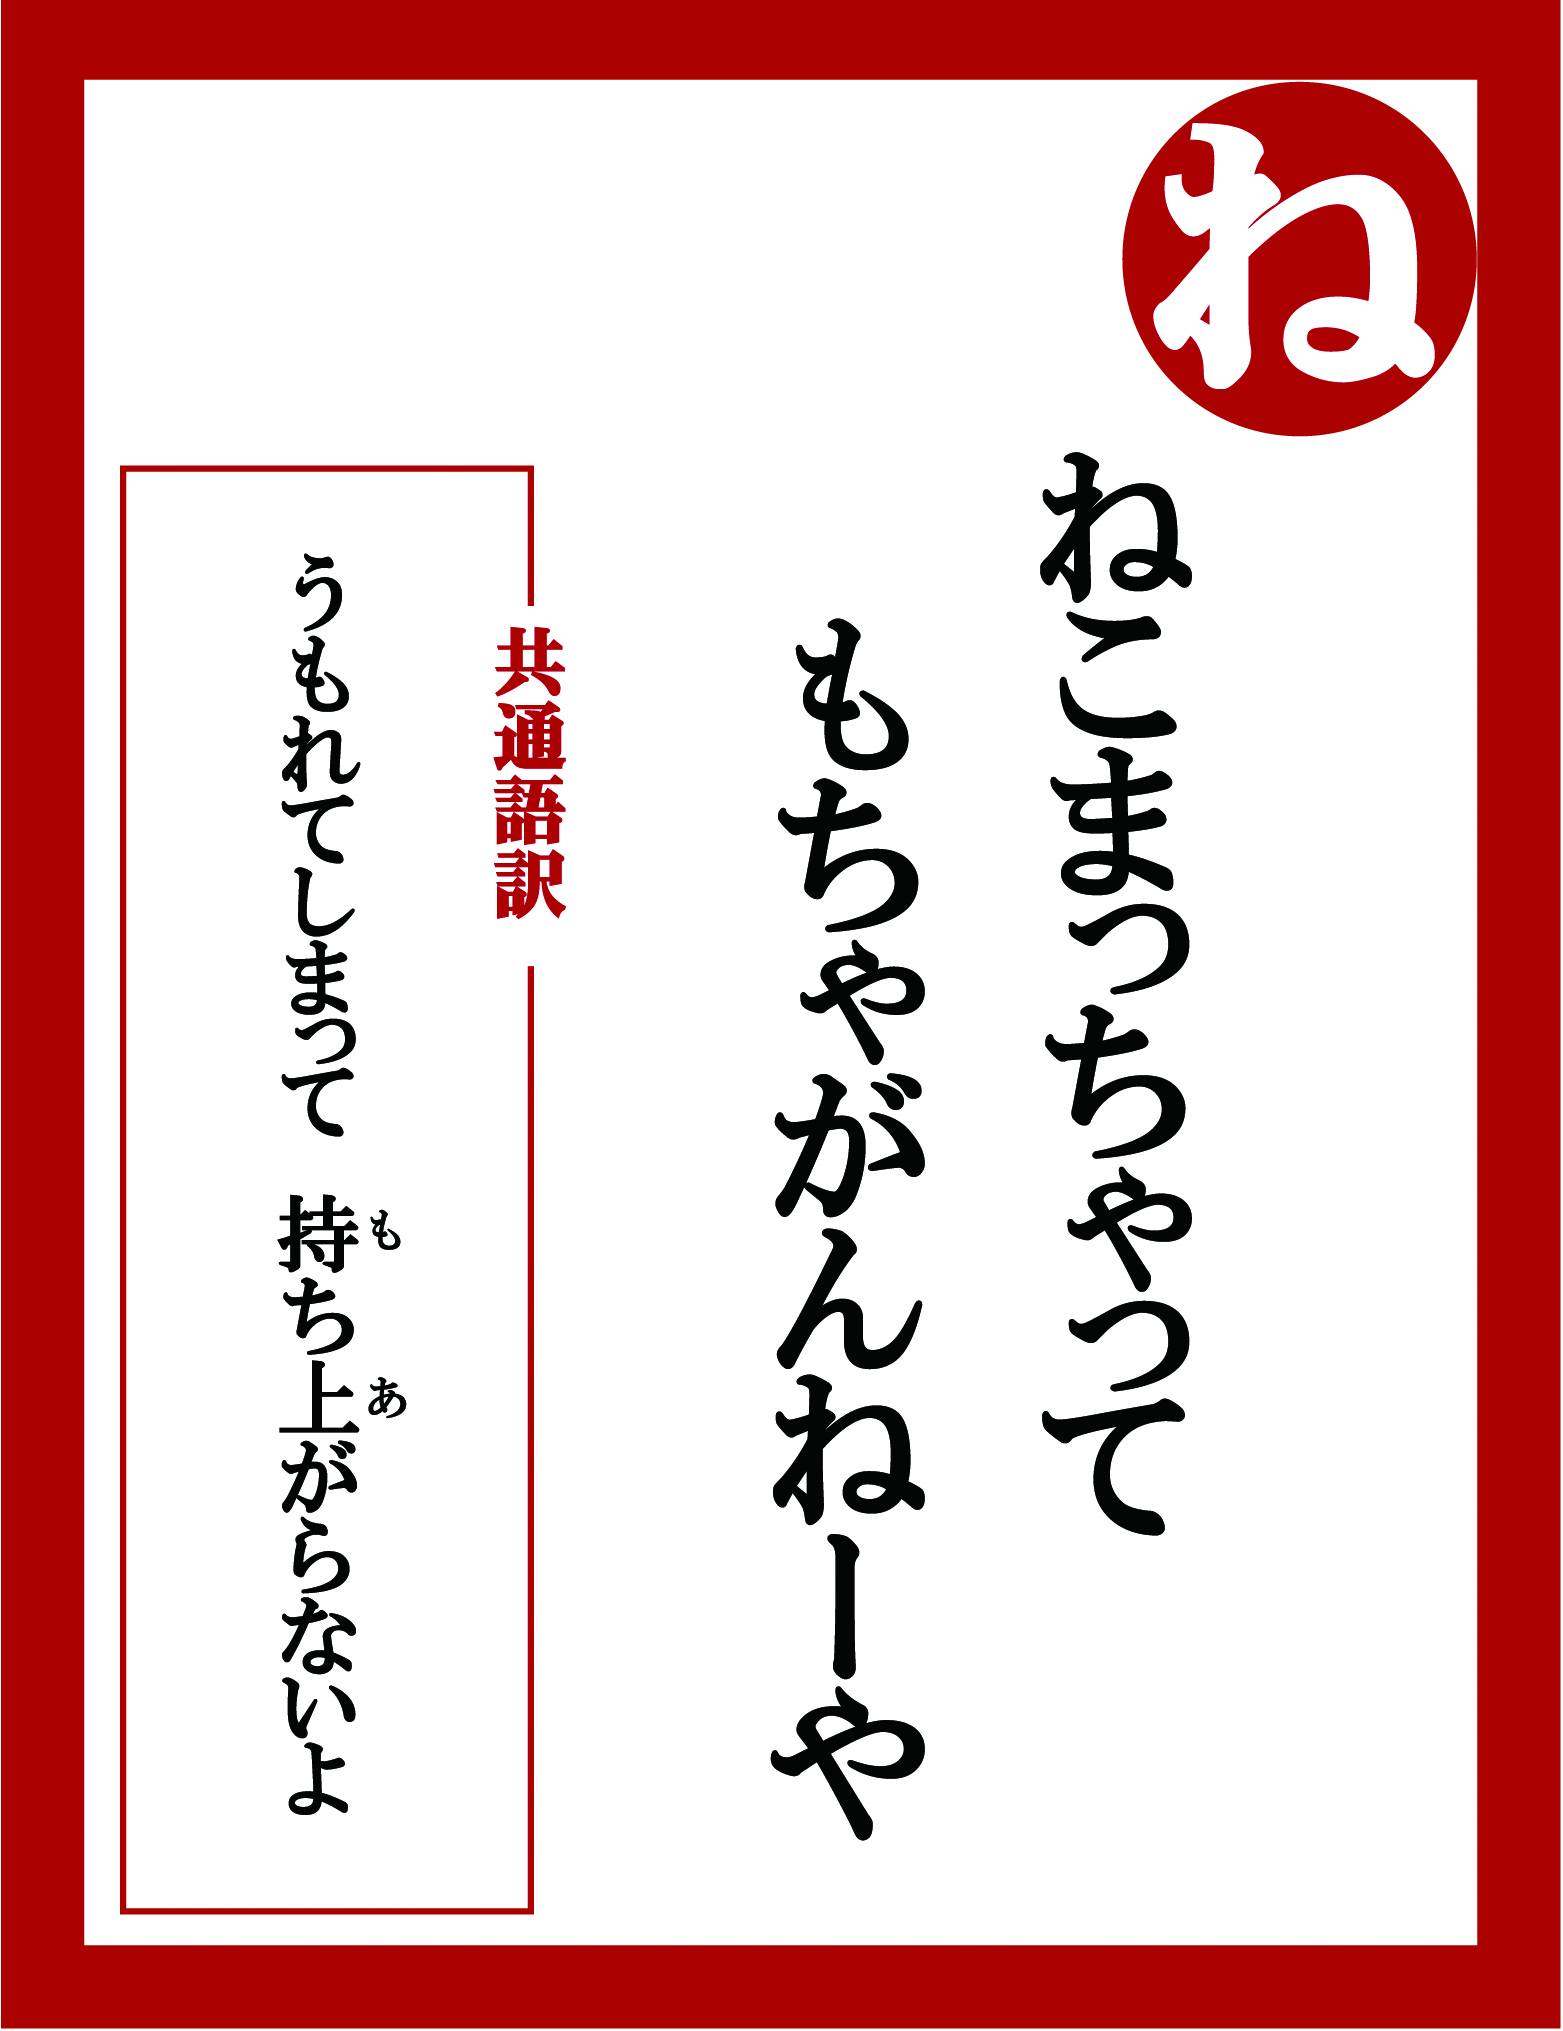 ね
ねこまっちゃって
もちゃがんねーや
共通語訳
うもれてしまって　持ち上がらないよ
も
あ